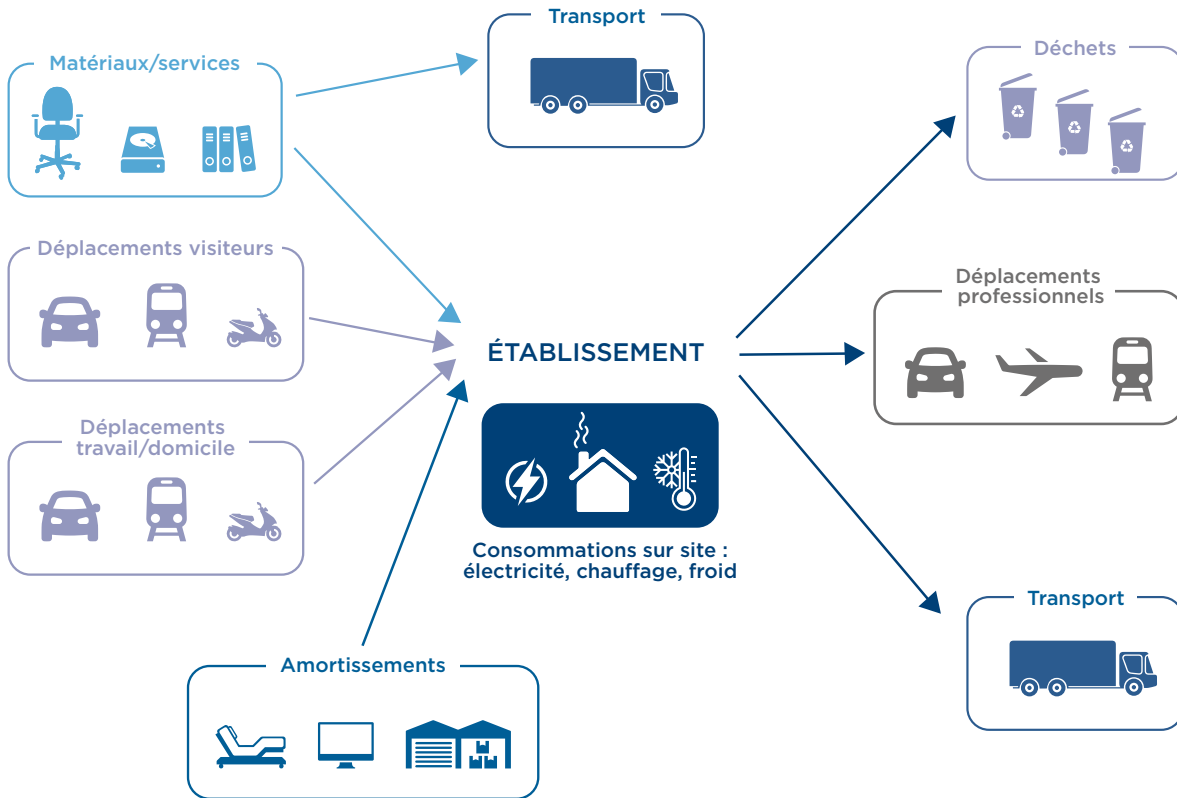 Transport
Matériaux/services
Déchets
Déplacements visiteurs
Déplacements
professionnels
ÉTABLISSEMENT
Déplacements
travail/domicile
Consommations sur site :
électricité, chauffage, froid
Transport
Amortissements